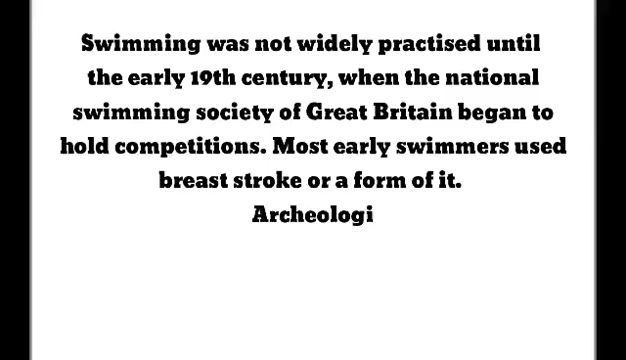 Swimming was not widely practised until
the early 19th century, when the national
swimming society of Great Britain began to
hold competitions. Most early swimmers used
breast stroke or a form of it.
Archeologi